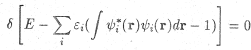 δ[E − ∑_i ε_i(∫ ψ_i^*(r)ψ_i(r)dr − 1)] = 0